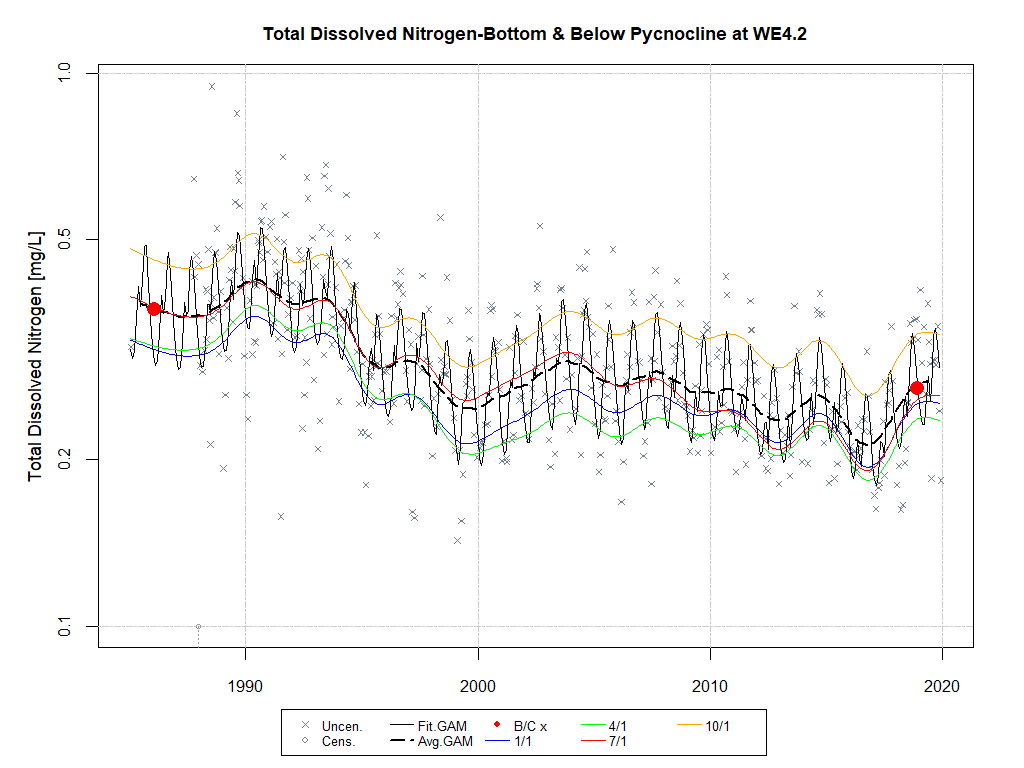 Total Dissolved Nitrogen-Bottom & Below Pycnocline at WE4.2
Total Dissolved Nitrogen [mg/L]
1.0
0.5
0.2
0.1
1990 2000 2010 2020
Uncen. Fit.GAM B/C x 4/1 10/1
Cens. Avg.GAM 1/1 7/1